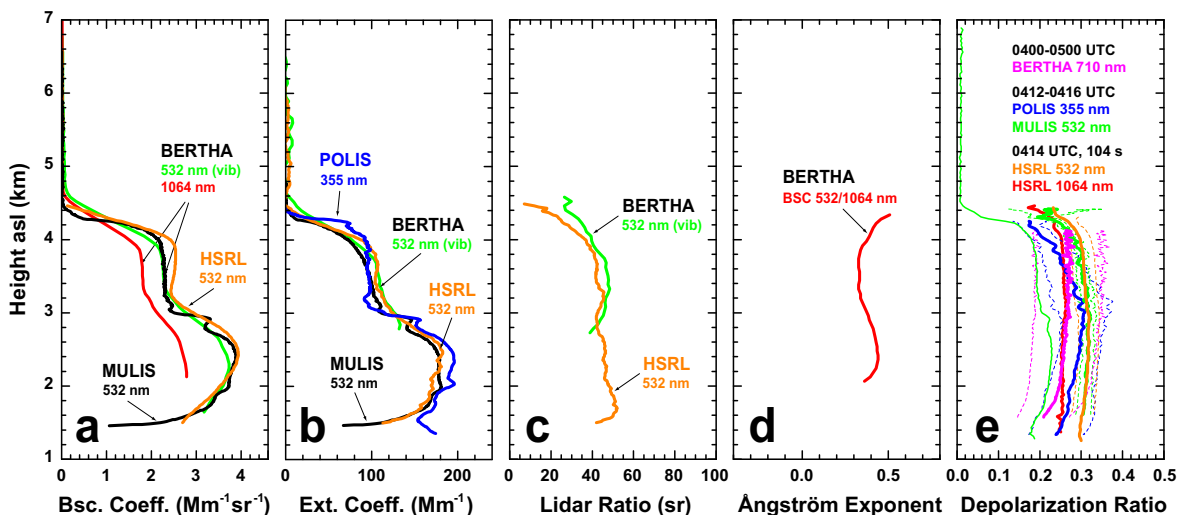 7
6
5
4
3
2
1
Height asl (km)
BERTHA
532 nm (vib)
1064 nm
HSRL
532 nm
MULIS
532 nm
a
0 1 2 3 4
Bsc. Coeff. (Mm⁻¹sr⁻¹)
POLIS
355 nm
BERTHA
532 nm (vib)
HSRL
532 nm
MULIS
532 nm
b
0 100 200
Ext. Coeff. (Mm⁻¹)
BERTHA
532 nm (vib)
HSRL
532 nm
c
0 20 40 60 80 100
Lidar Ratio (sr)
BERTHA
BSC 532/1064 nm
d
0.0 0.5
Ångström Exponent
0400-0500 UTC
BERTHA 710 nm
0412-0416 UTC
POLIS 355 nm
MULIS 532 nm
0414 UTC, 104 s
HSRL 532 nm
HSRL 1064 nm
e
0.0 0.1 0.2 0.3 0.4 0.5
Depolarization Ratio